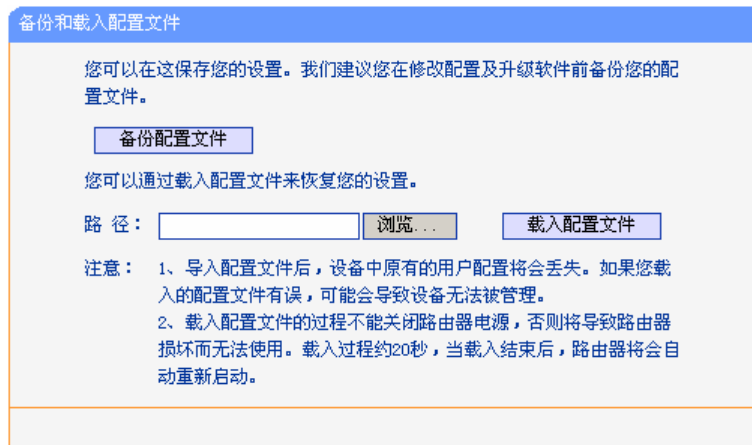 备份和载入配置文件
您可以在这保存您的设置。我们建议您在修改配置及升级软件前备份您的配
置文件。
备份配置文件
您可以通过载入配置文件来恢复您的设置。
路 径： 浏览... 载入配置文件
注意： 1、导入配置文件后，设备中原有的用户配置将会丢失。如果您载
入的配置文件有误，可能会导致设备无法被管理。
2、载入配置文件的过程不能关闭路由器电源，否则将导致路由器
损坏而无法使用。载入过程约20秒，当载入结束后，路由器将会自
动重新启动。